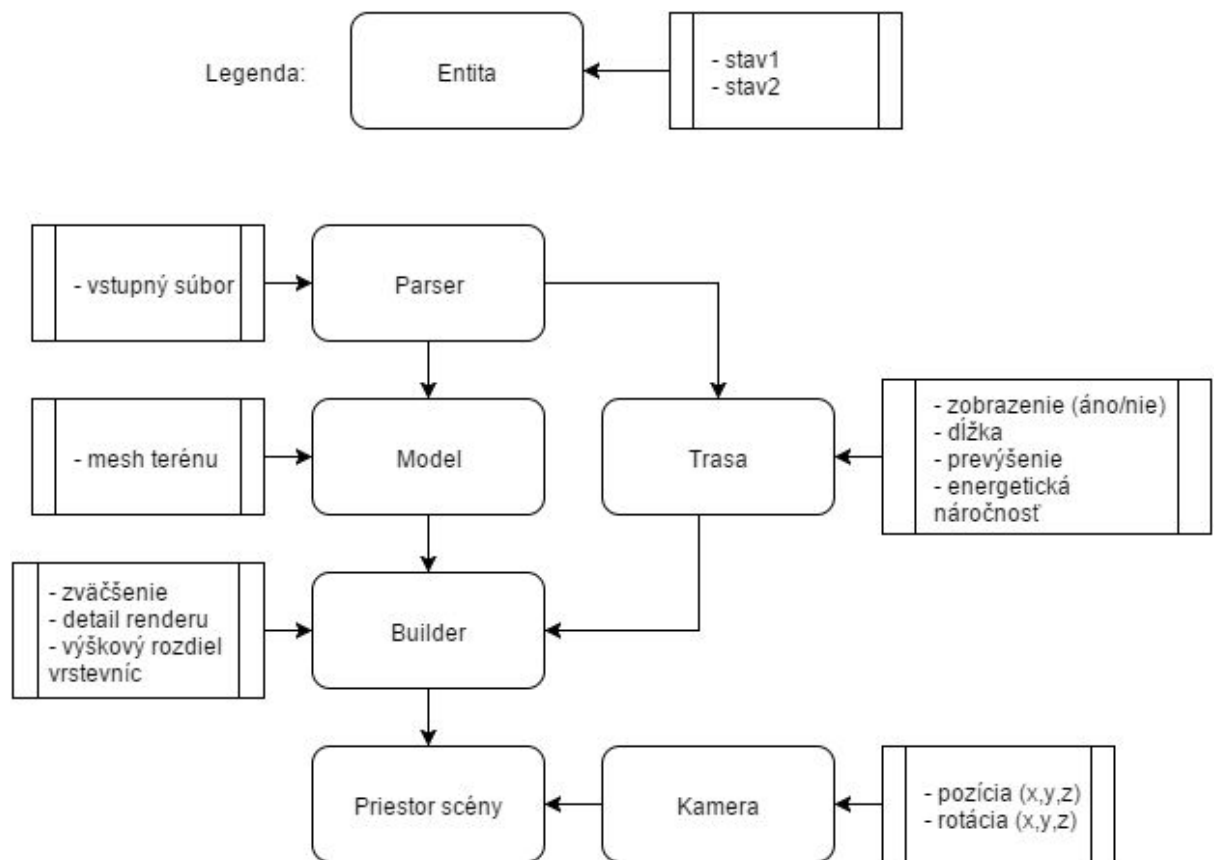 Legenda:
Entita
- stav1
- stav2
- vstupný súbor
Parser
- mesh terénu
Model
Trasa
- zobrazenie (áno/nie)
- dĺžka
- prevýšenie
- energetická
náročnosť
- zväčšenie
- detail renderu
- výškový rozdiel
vrstevníc
Builder
Priestor scény
Kamera
- pozícia (x,y,z)
- rotácia (x,y,z)